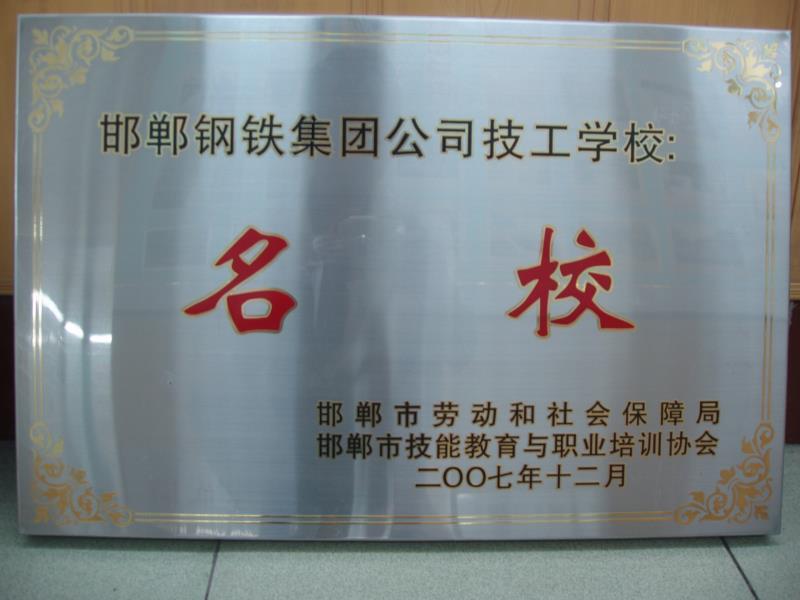 邯郸钢铁集团公司技工学校:
名校
邯郸市劳动和社会保障局
邯郸市技能教育与职业培训协会
二〇〇七年十二月